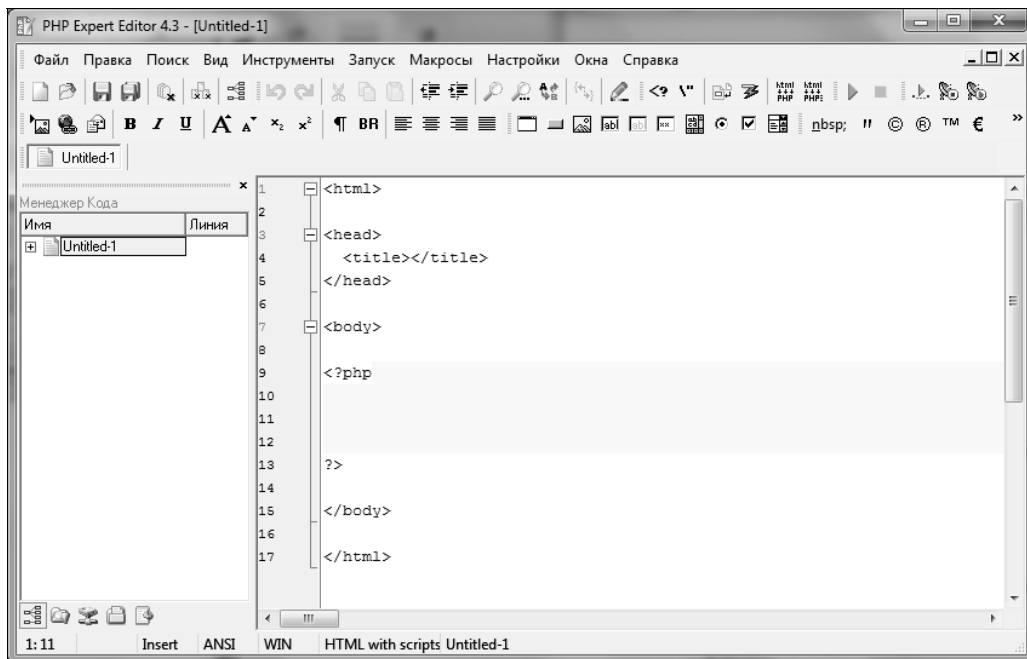 PHP Expert Editor 4.3 - [Untitled-1]
Файл Правка Поиск Вид Инструменты Запуск Макросы Настройки Окна Справка
B I U A A x₂ x² ¶ BR nbsp; " © ® ™ € »
Untitled-1
Менеджер Кода
Имя Линия
Untitled-1
1 <html>
2
3 <head>
4 <title></title>
5 </head>
6
7 <body>
8
9 <?php
10
11
12
13 ?>
14
15 </body>
16
17 </html>
1: 11 Insert ANSI WIN HTML with scripts Untitled-1